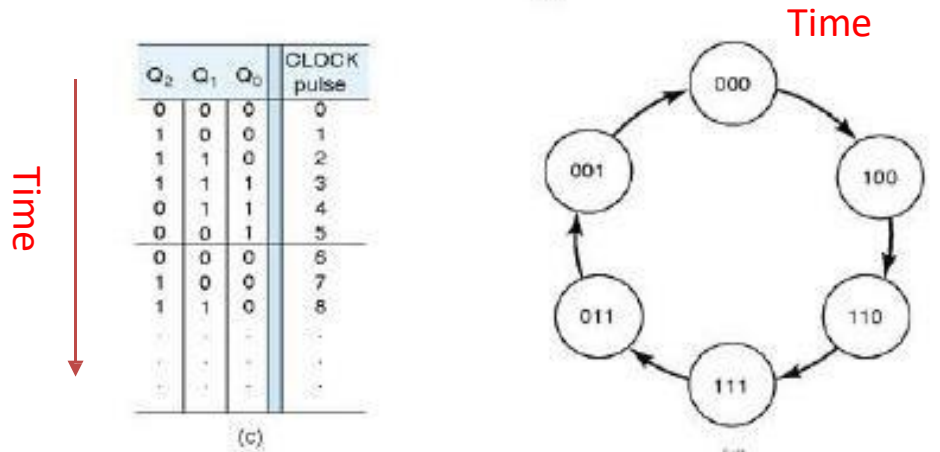 Time
Time
Q2 Q1 Q0 CLOCK pulse
0 0 0 0
1 0 0 1
1 1 0 2
1 1 1 3
0 1 1 4
0 0 1 5
0 0 0 6
1 0 0 7
1 1 0 8
. . . .
. . . .
. . . .
(c)
000
100
110
111
011
001